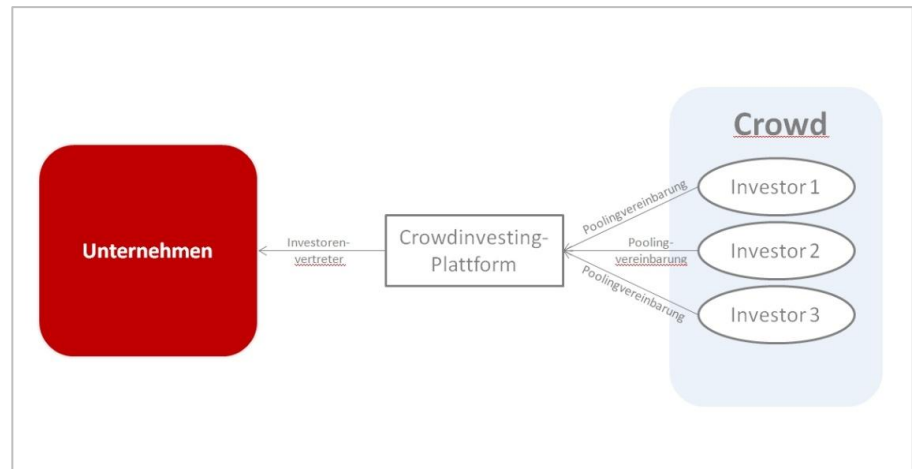 Crowd
Poolingvereinbarung
Investor 1
Unternehmen
Investoren-
vertreter
Crowdinvesting-
Plattform
Pooling-
vereinbarung
Investor 2
Poolingvereinbarung
Investor 3